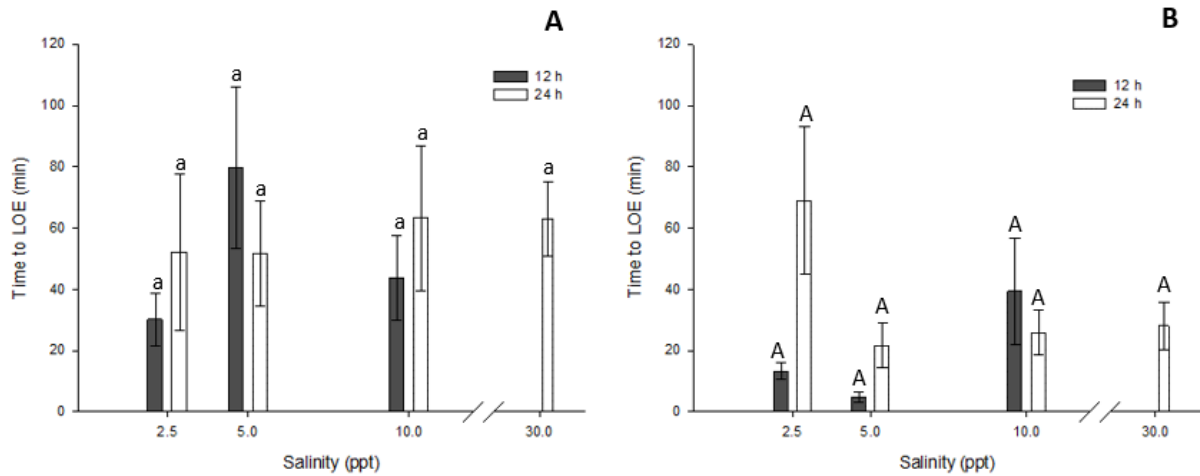 A
120
100
80
60
40
20
0
Time to LOE (min)
12 h
24 h
a
a
a
a
a
a
a
2.5
5.0
10.0
30.0
Salinity (ppt)
B
120
100
80
60
40
20
0
Time to LOE (min)
12 h
24 h
A
A
A
A
A
A
A
2.5
5.0
10.0
30.0
Salinity (ppt)